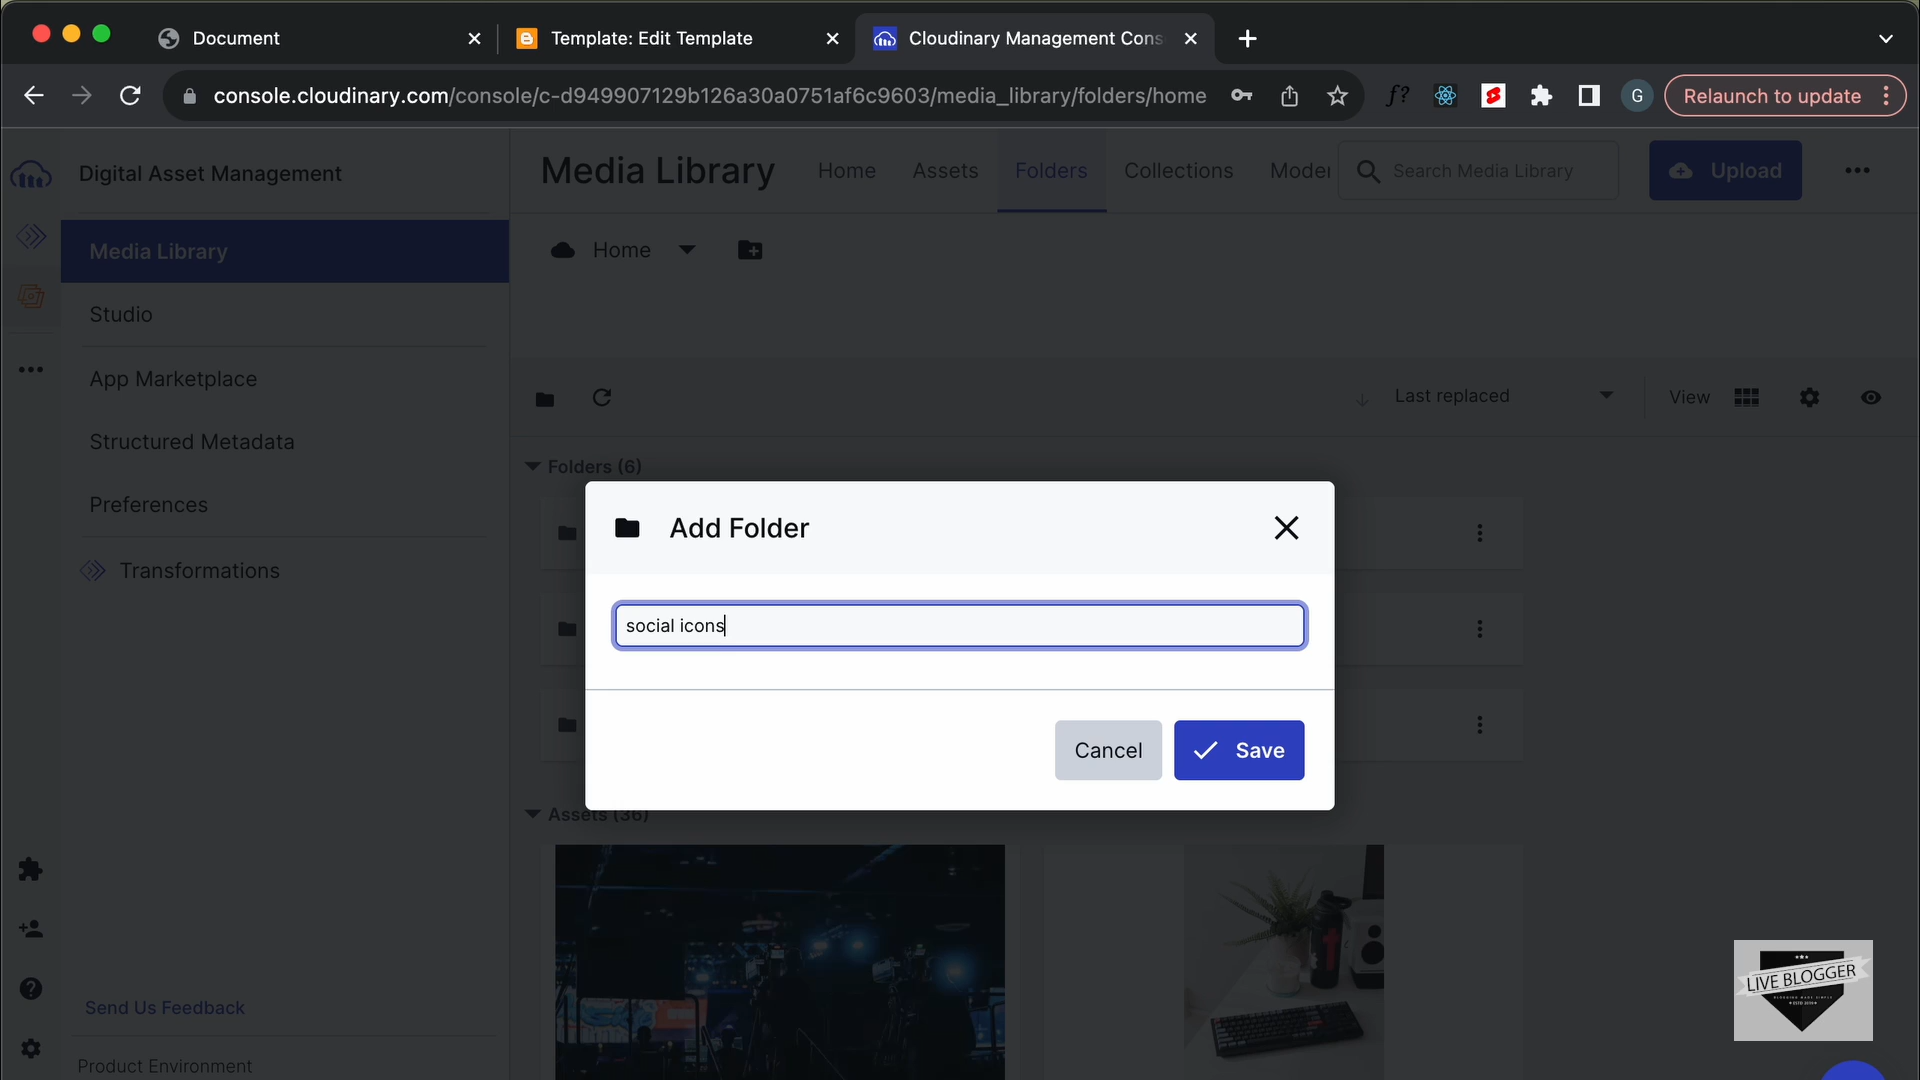 Document
Template: Edit Template
Cloudinary Management Cons
console.cloudinary.com/console/c-d949907129b126a30a0751af6c9603/media_library/folders/home
f?
G
Relaunch to update
Digital Asset Management
Media Library
Home
Assets
Folders
Collections
Moder
Search Media Library
Upload
Media Library
Home
Studio
App Marketplace
Last replaced
View
Structured Metadata
Folders (6)
Preferences
Add Folder
Transformations
social icons
Cancel
Save
Assets (36)
LIVE BLOGGER
Send Us Feedback
Product Environment